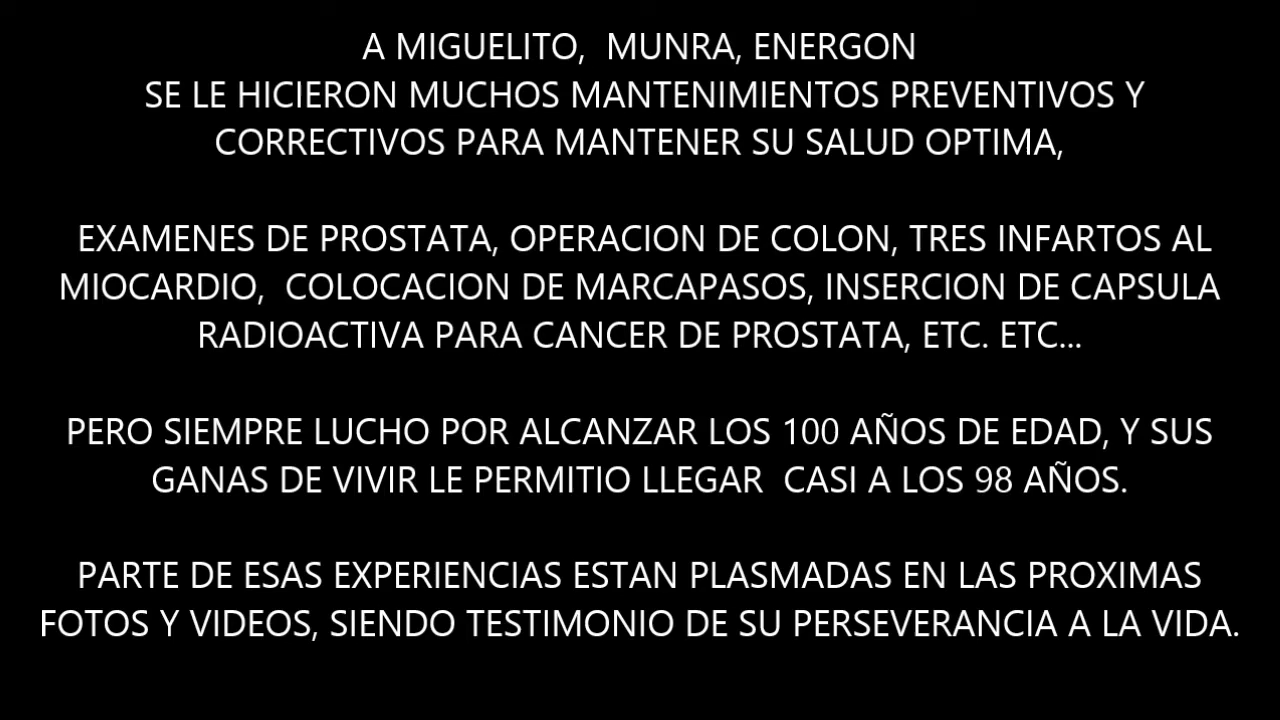 A MIGUELITO,  MUNRA, ENERGON
SE LE HICIERON MUCHOS MANTENIMIENTOS PREVENTIVOS Y
CORRECTIVOS PARA MANTENER SU SALUD OPTIMA,
EXAMENES DE PROSTATA, OPERACION DE COLON, TRES INFARTOS AL
MIOCARDIO,  COLOCACION DE MARCAPASOS, INSERCION DE CAPSULA
RADIOACTIVA PARA CANCER DE PROSTATA, ETC. ETC...
PERO SIEMPRE LUCHO POR ALCANZAR LOS 100 AÑOS DE EDAD, Y SUS
GANAS DE VIVIR LE PERMITIO LLEGAR  CASI A LOS 98 AÑOS.
PARTE DE ESAS EXPERIENCIAS ESTAN PLASMADAS EN LAS PROXIMAS
FOTOS Y VIDEOS, SIENDO TESTIMONIO DE SU PERSEVERANCIA A LA VIDA.